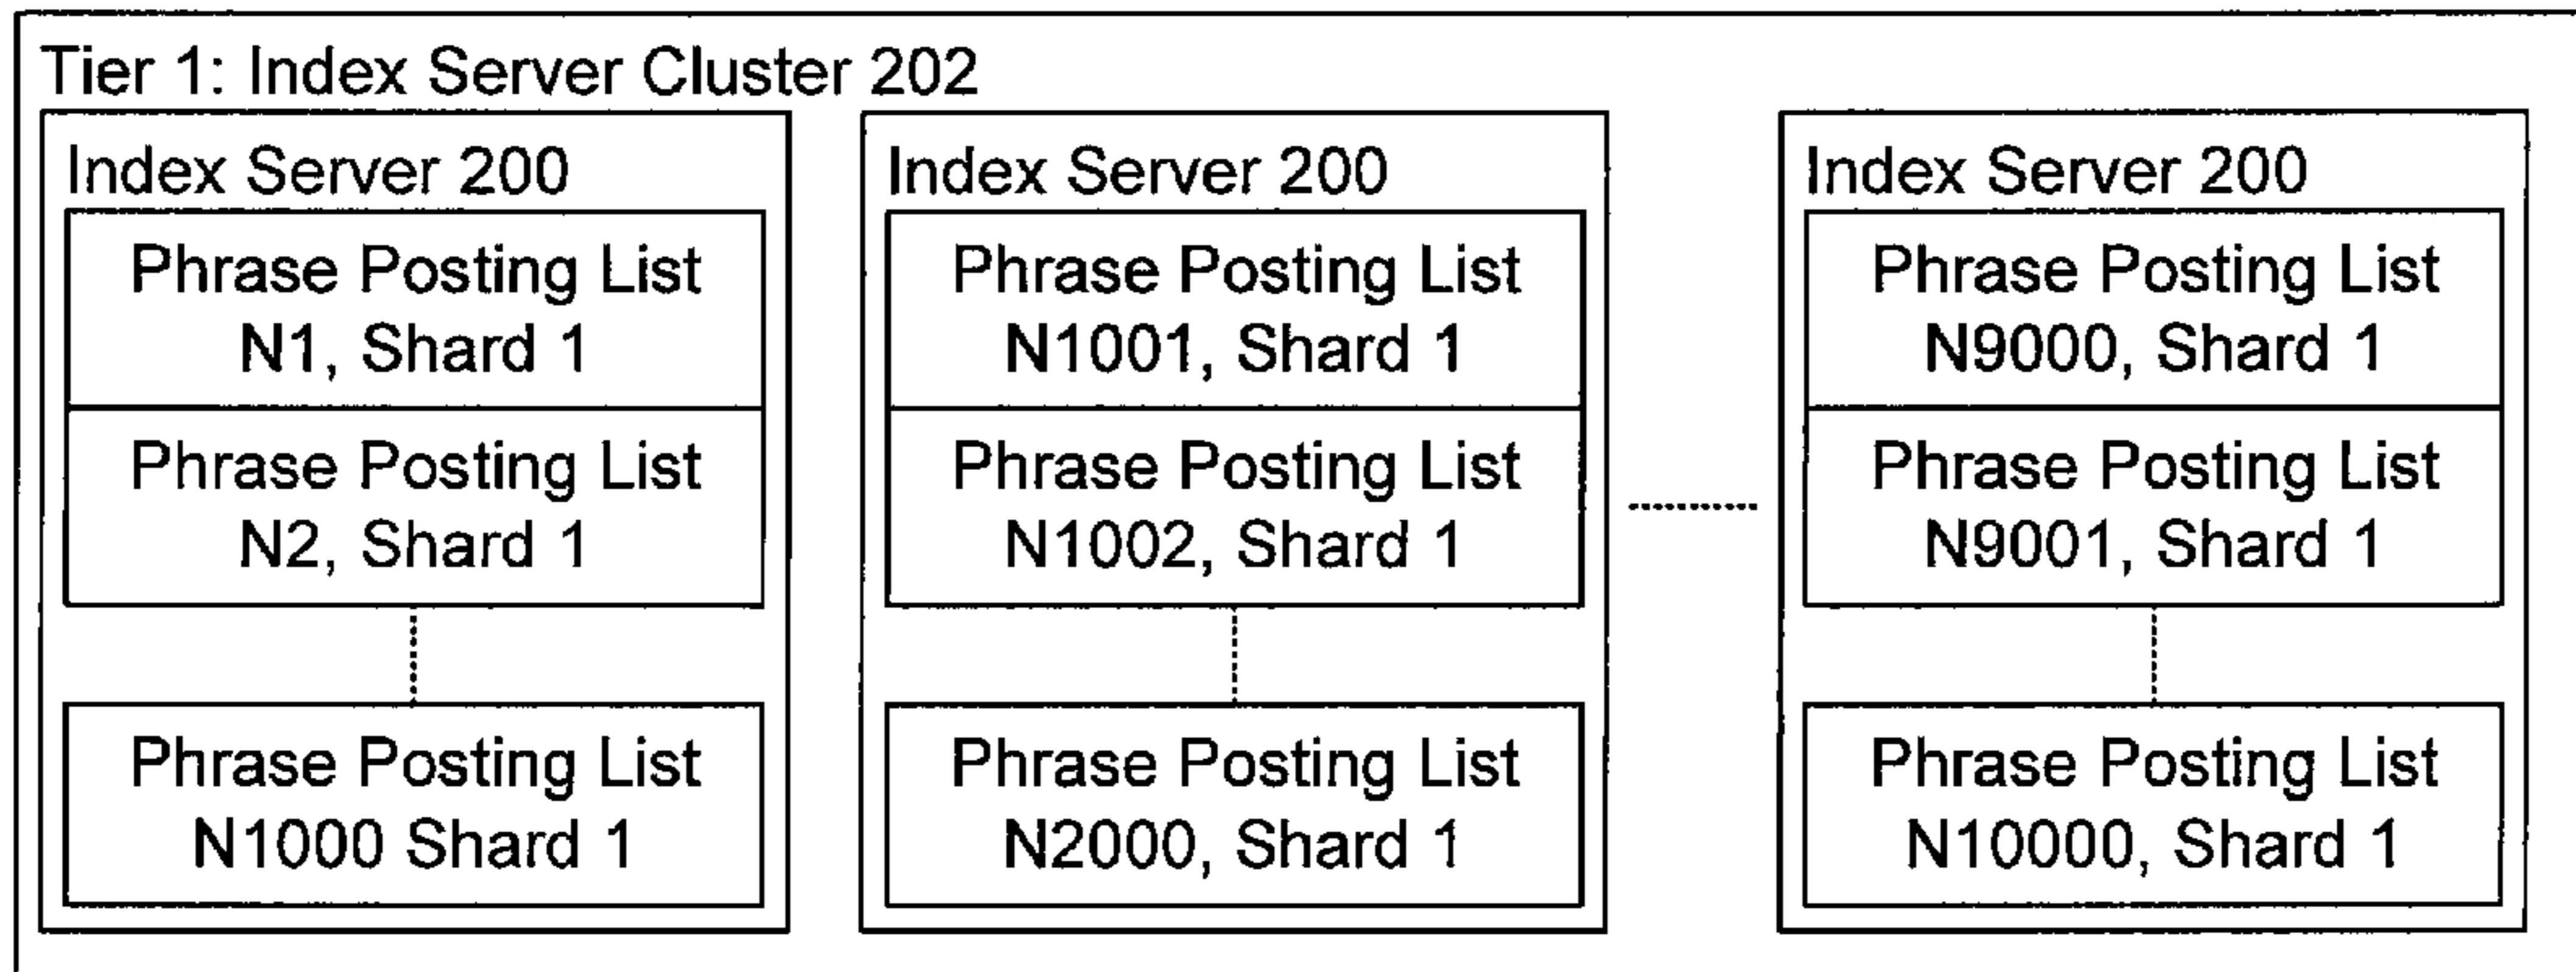 Tier 1: Index Server Cluster 202
Index Server 200
Phrase Posting List
N1, Shard 1
Phrase Posting List
N2, Shard 1
Phrase Posting List
N1000 Shard 1
Index Server 200
Phrase Posting List
N1001, Shard 1
Phrase Posting List
N1002, Shard 1
Phrase Posting List
N2000, Shard 1
Index Server 200
Phrase Posting List
N9000, Shard 1
Phrase Posting List
N9001, Shard 1
Phrase Posting List
N10000, Shard 1